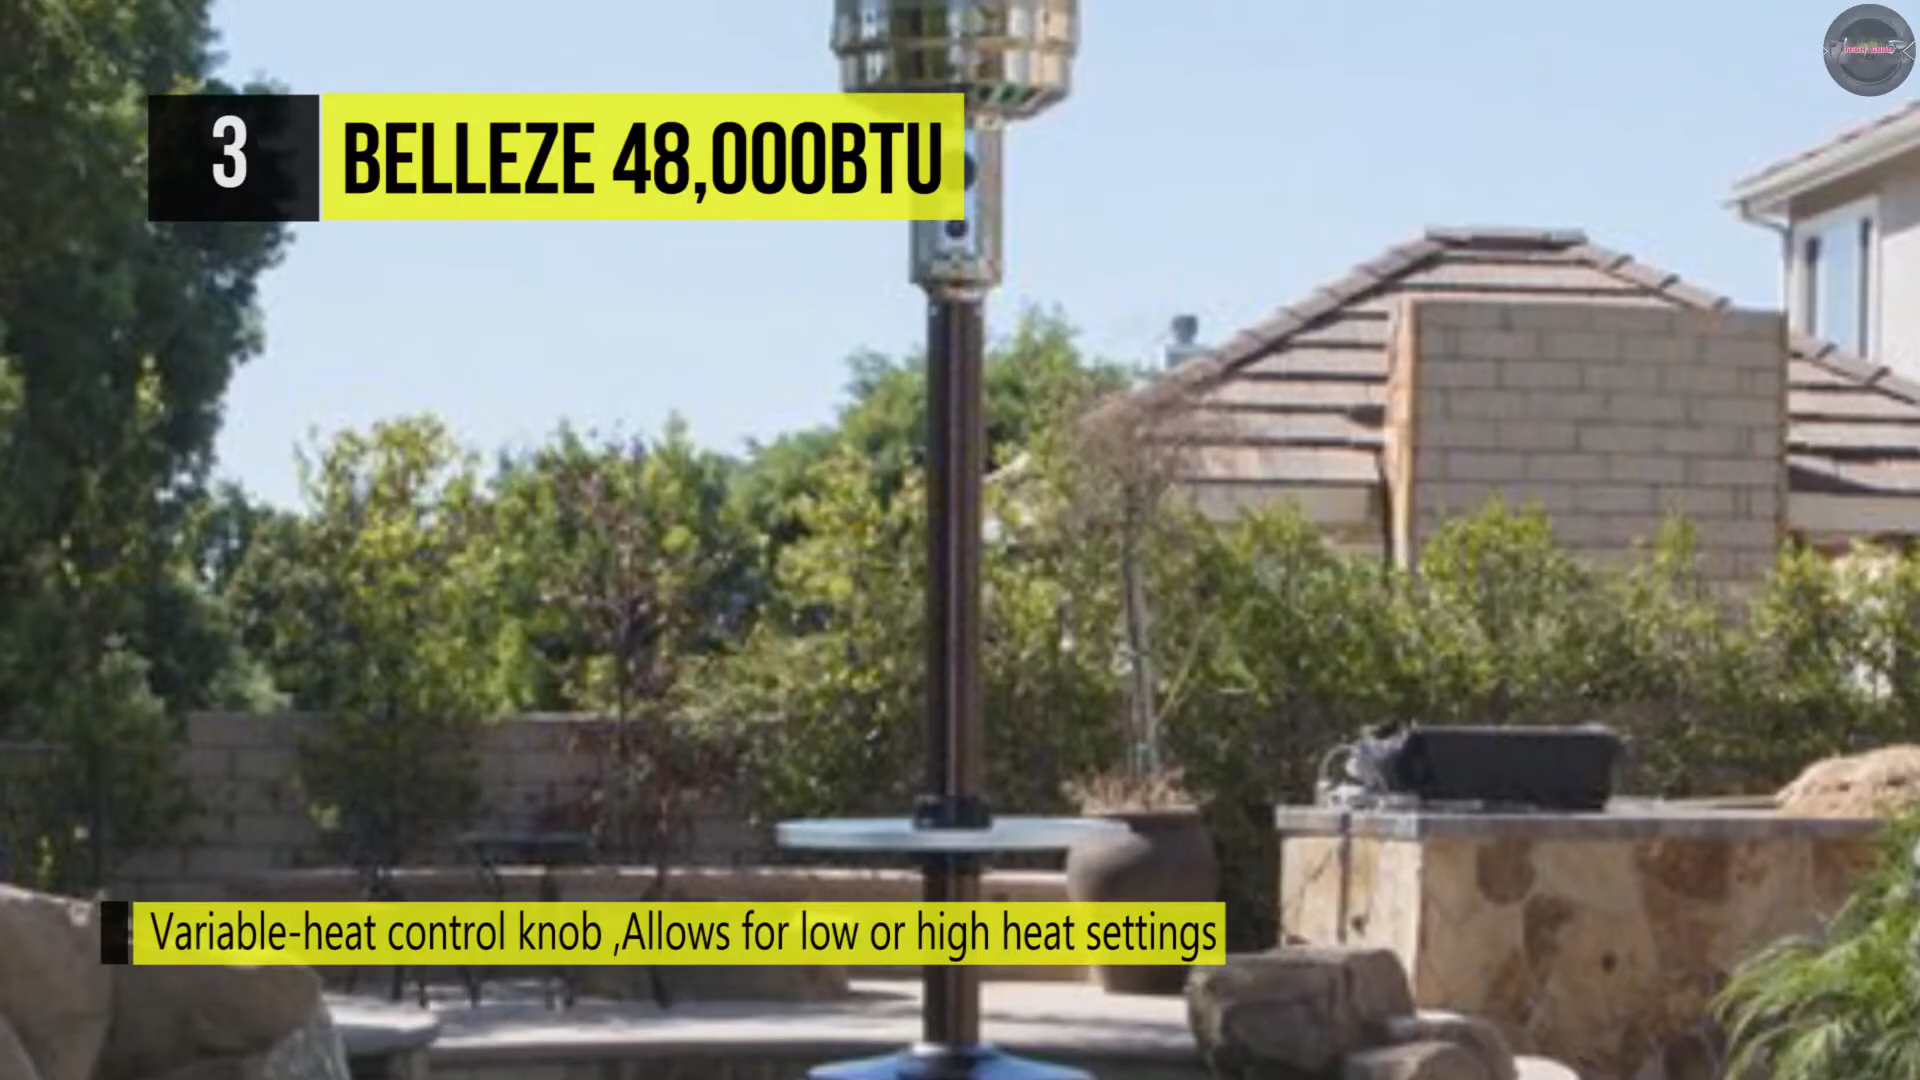 3
BELLEZE 48,000BTU
Variable-heat control knob ,Allows for low or high heat settings